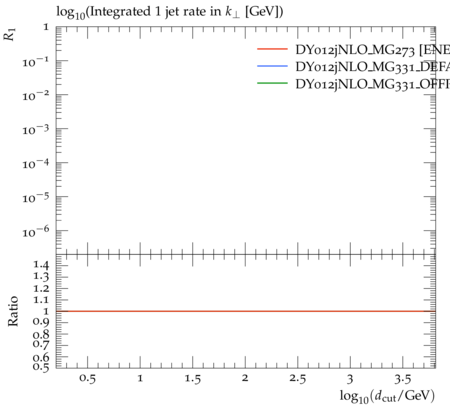 log₁₀(Integrated 1 jet rate in k⊥ [GeV])
R₁
1
10⁻¹
10⁻²
10⁻³
10⁻⁴
10⁻⁵
10⁻⁶
DY012jNLO_MG273 [ENE
DY012jNLO_MG331_DEFA
DY012jNLO_MG331_OFFI
Ratio
1.4
1.3
1.2
1.1
1
0.9
0.8
0.7
0.6
0.5
0.5 1 1.5 2 2.5 3 3.5
log₁₀(d_cut/GeV)